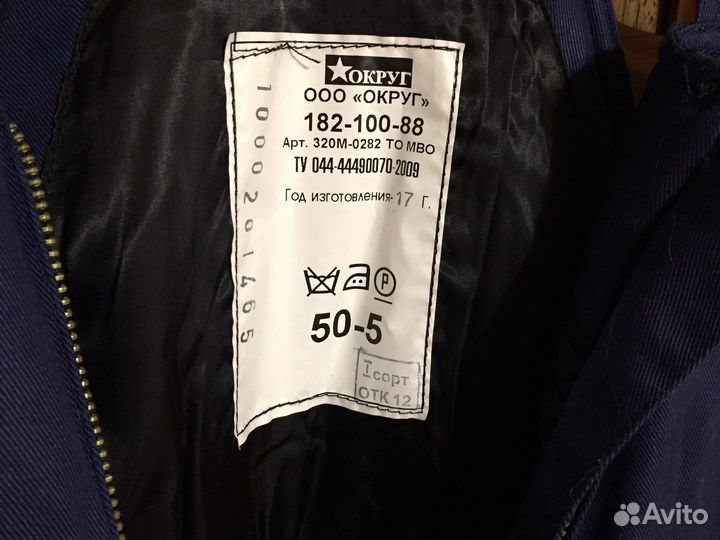 ★ОКРУГ
ООО «ОКРУГ»
182-100-88
Арт. 320М-0282 ТО МВО
ТУ 044-44490070-2009
Год изготовления-17 Г.
P
50-5
I сорт
ОТК 12
1000201465
Avito